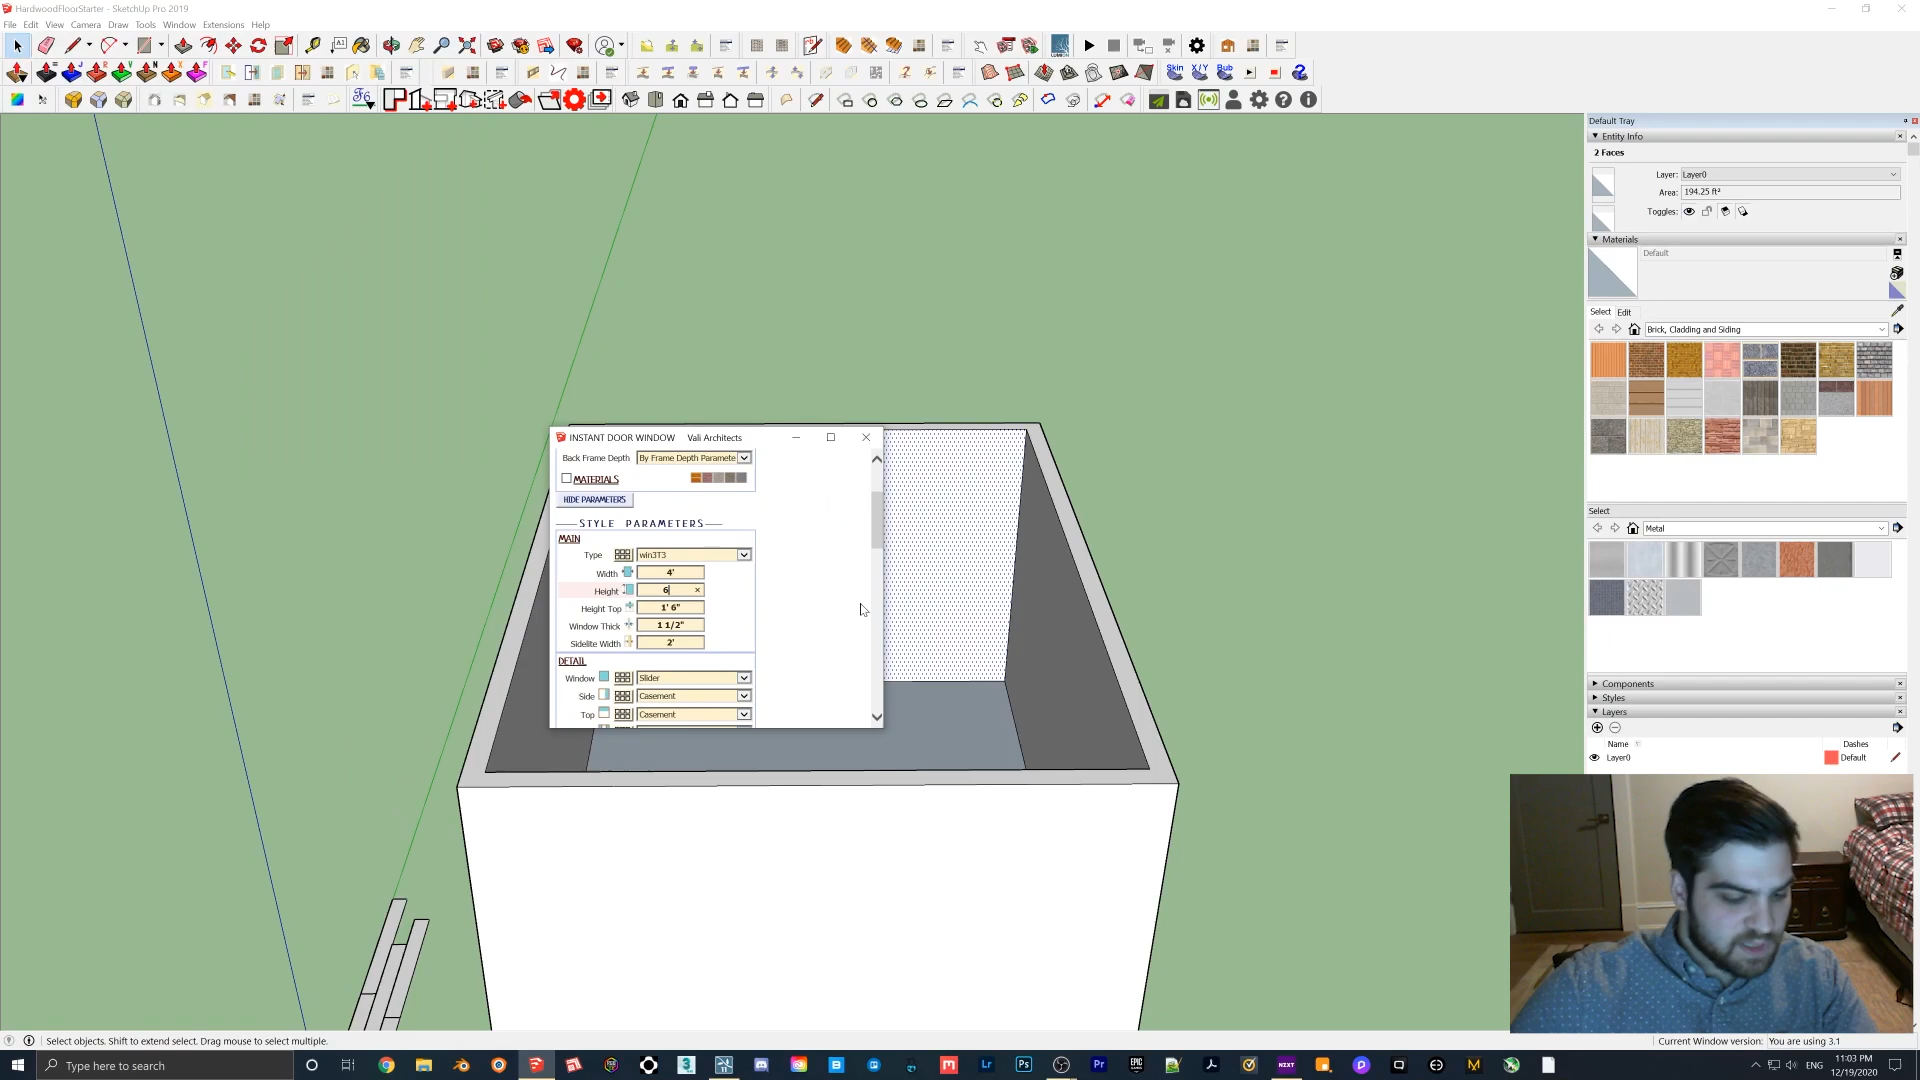 HardwoodFloorStarter - SketchUp Pro 2019
File Edit View Camera Draw Tools Window Extensions Help
A1
J R V N X F
Skin X/Y Bub
Default Tray
Entity Info
2 Faces
Layer: Layer0
Area: 194.25 ft²
Toggles:
Materials
Default
Select Edit
Brick, Cladding and Siding
Select
Metal
Components
Styles
Layers
Name Dashes
Layer0 Default
INSTANT DOOR WINDOW Vali Architects
Back Frame Depth By Frame Depth Paramete
MATERIALS
HIDE PARAMETERS
STYLE PARAMETERS
MAIN
Type win3T3
Width 4'
Height 6
Height Top 1' 6"
Window Thick 1 1/2"
Sidelite Width 2'
DETAIL
Window Slider
Side Casement
Top Casement
Select objects. Shift to extend select. Drag mouse to select multiple.
Current Window version: You are using 3.1
Type here to search
ENG
11:03 PM
12/19/2020